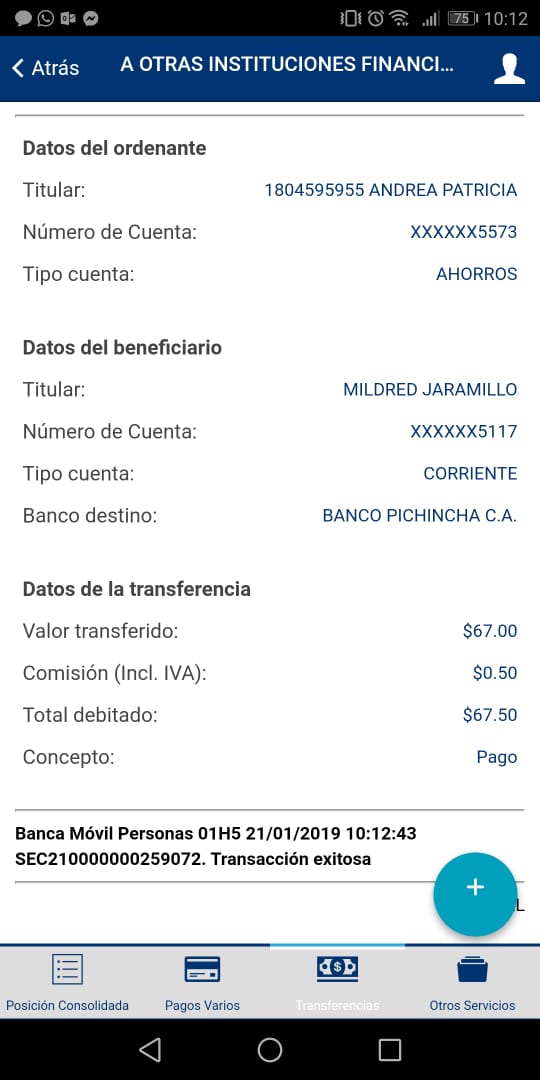 75 10:12
Atrás A OTRAS INSTITUCIONES FINANCI...
Datos del ordenante
Titular: 1804595955 ANDREA PATRICIA
Número de Cuenta: XXXXXX5573
Tipo cuenta: AHORROS
Datos del beneficiario
Titular: MILDRED JARAMILLO
Número de Cuenta: XXXXXX5117
Tipo cuenta: CORRIENTE
Banco destino: BANCO PICHINCHA C.A.
Datos de la transferencia
Valor transferido: $67.00
Comisión (Incl. IVA): $0.50
Total debitado: $67.50
Concepto: Pago
Banca Móvil Personas 01H5 21/01/2019 10:12:43
SEC210000000259072. Transacción exitosa
+
L
Posición Consolidada Pagos Varios Transferencias Otros Servicios